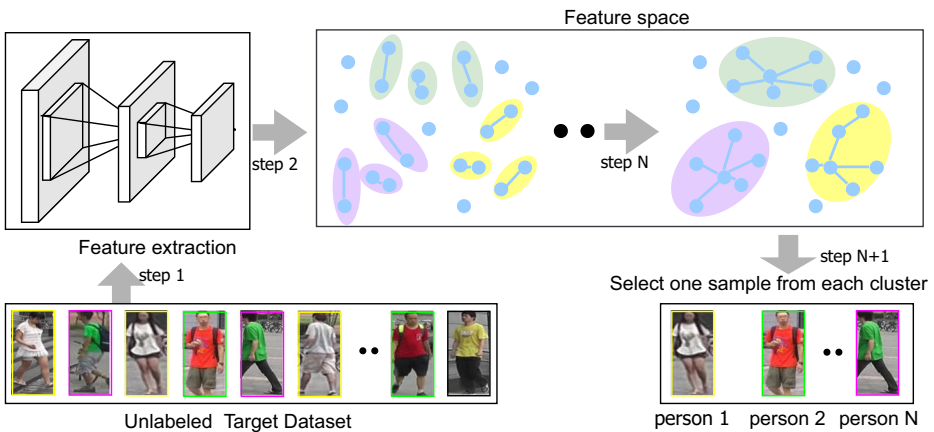 Feature space
step 2
step N
Feature extraction
step 1
step N+1
Select one sample from each cluster
person 1
person 2
person N
Unlabeled Target Dataset